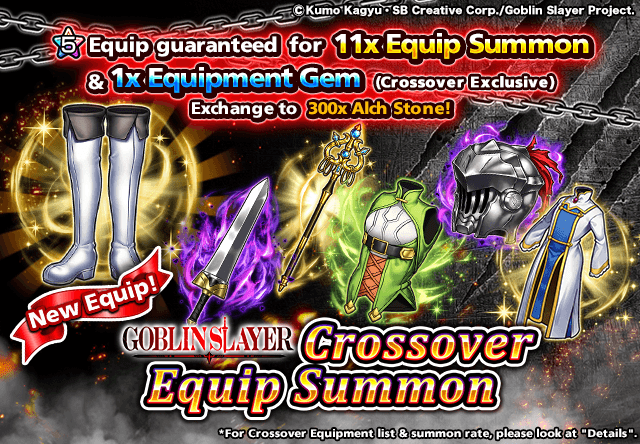 ©Kumo Kagyu・SB Creative Corp./Goblin Slayer Project.
5 Equip guaranteed for 11x Equip Summon
& 1x Equipment Gem (Crossover Exclusive)
Exchange to 300x Alch Stone!
New Equip!
GOBLIN SLAYER Crossover
Equip Summon
*For Crossover Equipment list & summon rate, please look at "Details".